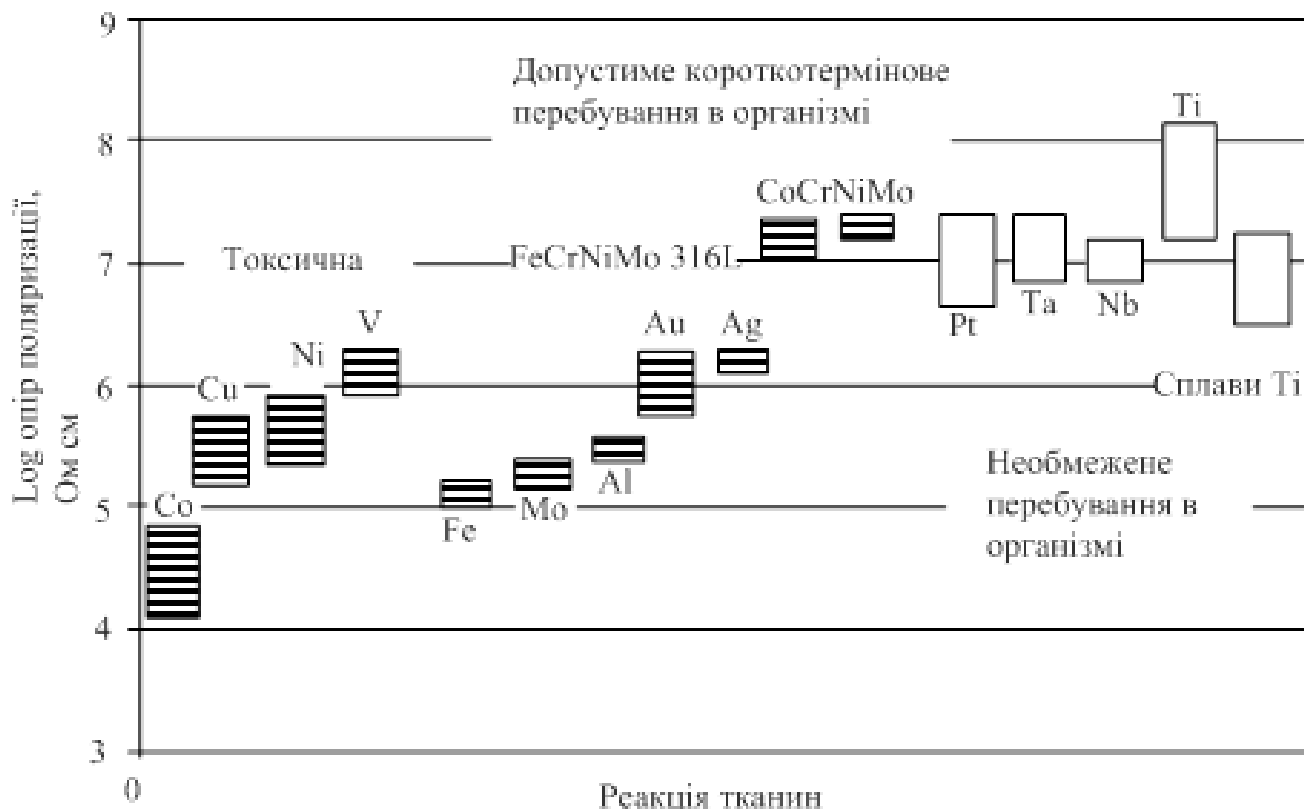 9
Допустиме короткотермінове
перебування в організмі
Ti
8
CoCrNiMo
Log опір поляризації,
Ом см
7
Токсична
FeCrNiMo 316L
Pt
Ta
Nb
V
Ni
Au
Ag
6
Cu
Сплави Ti
Al
Необмежене
перебування в
організмі
5
Co
Fe
Mo
4
3
0
Реакція тканин